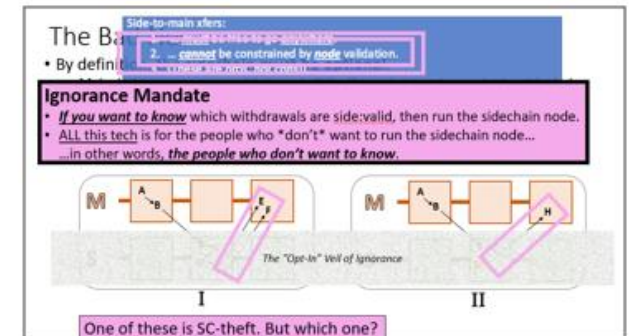 Side-to-main xfers:
The Ba
2. ... cannot be constrained by node validation.
• By definiti
Ignorance Mandate
• If you want to know which withdrawals are side:valid, then run the sidechain node.
• ALL this tech is for the people who *don't* want to run the sidechain node...
...in other words, the people who don't want to know.
M A B E F
M A B H
S
The "Opt-In" Veil of Ignorance
I II
One of these is SC-theft. But which one?